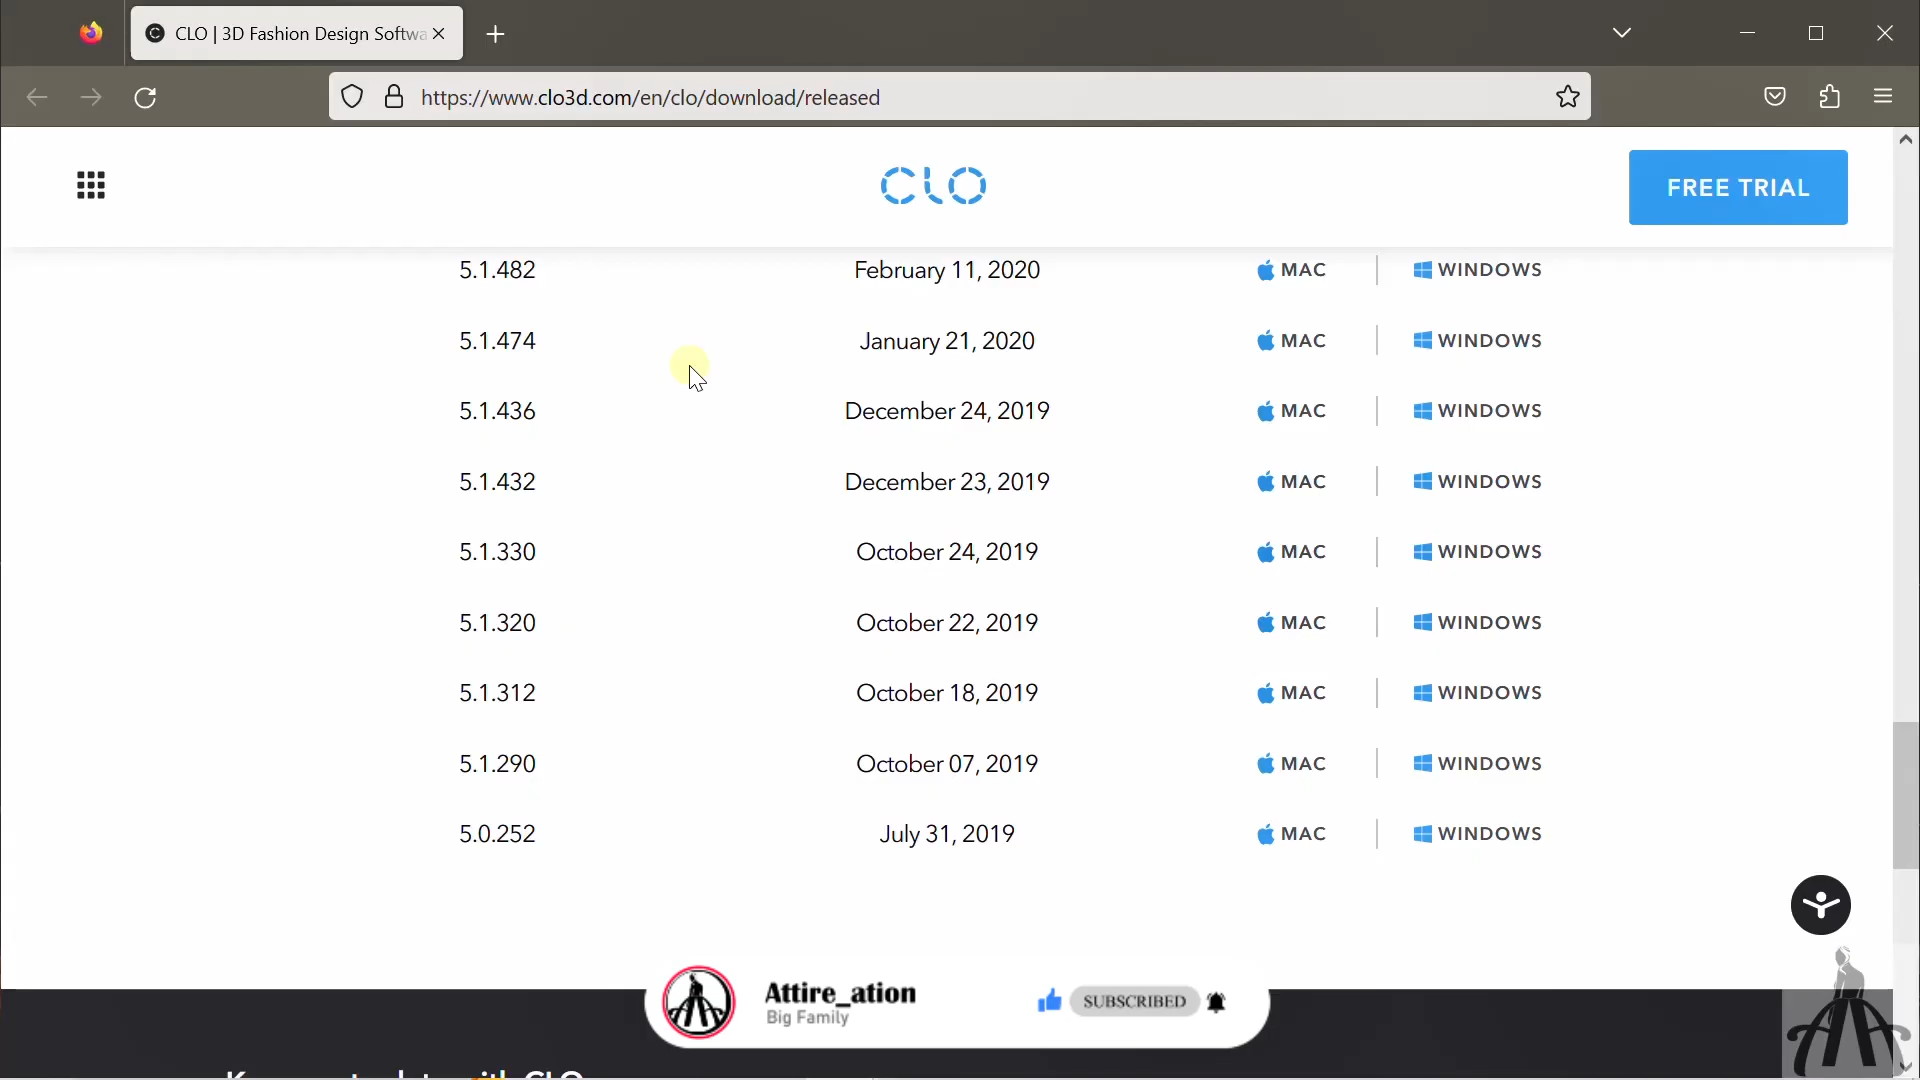 CLO | 3D Fashion Design Softwa
https://www.clo3d.com/en/clo/download/released
CLO
FREE TRIAL
5.1.482 February 11, 2020 MAC | WINDOWS
5.1.474 January 21, 2020 MAC | WINDOWS
5.1.436 December 24, 2019 MAC | WINDOWS
5.1.432 December 23, 2019 MAC | WINDOWS
5.1.330 October 24, 2019 MAC | WINDOWS
5.1.320 October 22, 2019 MAC | WINDOWS
5.1.312 October 18, 2019 MAC | WINDOWS
5.1.290 October 07, 2019 MAC | WINDOWS
5.0.252 July 31, 2019 MAC | WINDOWS
Attire_ation
Big Family
SUBSCRIBED
CLO